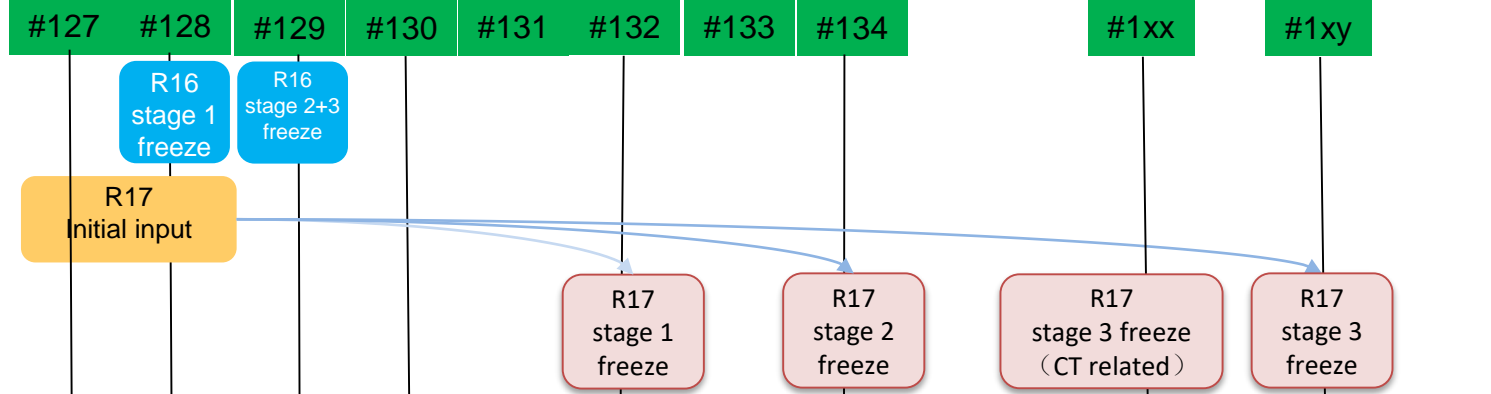 #127 #128 #129 #130 #131 #132 #133 #134 #1xx #1xy
R16
stage 1
freeze
R16
stage 2+3
freeze
R17
Initial input
R17
stage 1
freeze
R17
stage 2
freeze
R17
stage 3 freeze
（CT related）
R17
stage 3
freeze